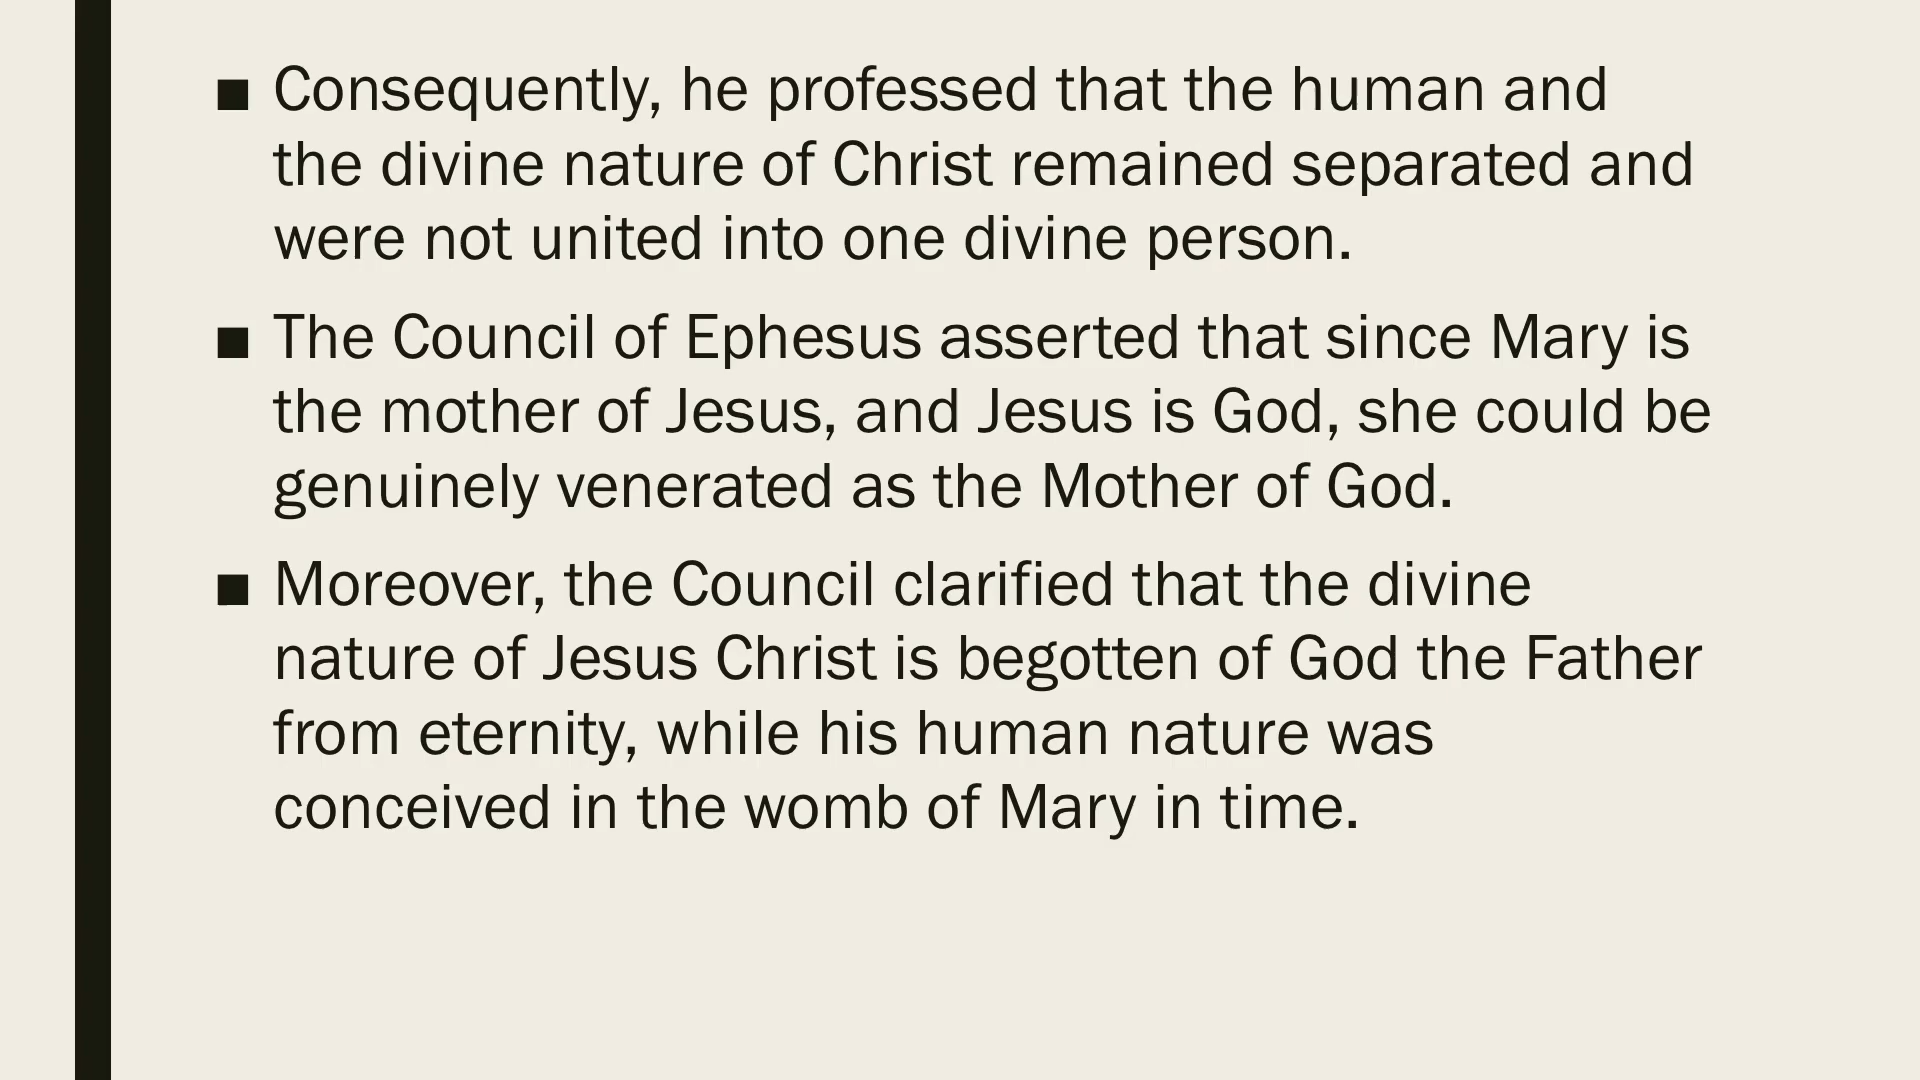 ■ Consequently, he professed that the human and
the divine nature of Christ remained separated and
were not united into one divine person.
■ The Council of Ephesus asserted that since Mary is
the mother of Jesus, and Jesus is God, she could be
genuinely venerated as the Mother of God.
■ Moreover, the Council clarified that the divine
nature of Jesus Christ is begotten of God the Father
from eternity, while his human nature was
conceived in the womb of Mary in time.